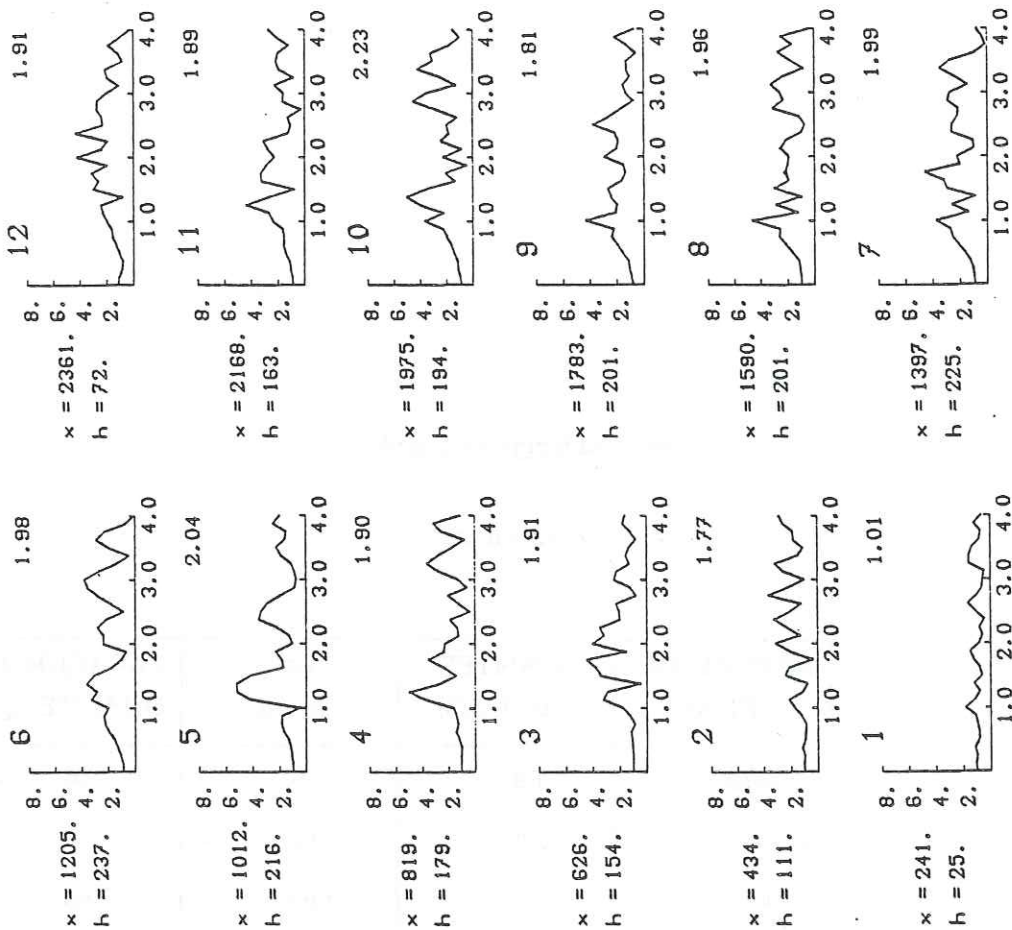 6 1.98
x = 1205.
h = 237.
8.
6.
4.
2.
1.0 2.0 3.0 4.0
12 1.91
x = 2361.
h = 72.
8.
6.
4.
2.
1.0 2.0 3.0 4.0
5 2.04
x = 1012.
h = 216.
8.
6.
4.
2.
1.0 2.0 3.0 4.0
11 1.89
x = 2168.
h = 163.
8.
6.
4.
2.
1.0 2.0 3.0 4.0
4 1.90
x = 819.
h = 179.
8.
6.
4.
2.
1.0 2.0 3.0 4.0
10 2.23
x = 1975.
h = 194.
8.
6.
4.
2.
1.0 2.0 3.0 4.0
3 1.91
x = 626.
h = 154.
8.
6.
4.
2.
1.0 2.0 3.0 4.0
9 1.81
x = 1783.
h = 201.
8.
6.
4.
2.
1.0 2.0 3.0 4.0
2 1.77
x = 434.
h = 111.
8.
6.
4.
2.
1.0 2.0 3.0 4.0
8 1.96
x = 1590.
h = 201.
8.
6.
4.
2.
1.0 2.0 3.0 4.0
1 1.01
x = 241.
h = 25.
8.
6.
4.
2.
1.0 2.0 3.0 4.0
7 1.99
x = 1397.
h = 225.
8.
6.
4.
2.
1.0 2.0 3.0 4.0